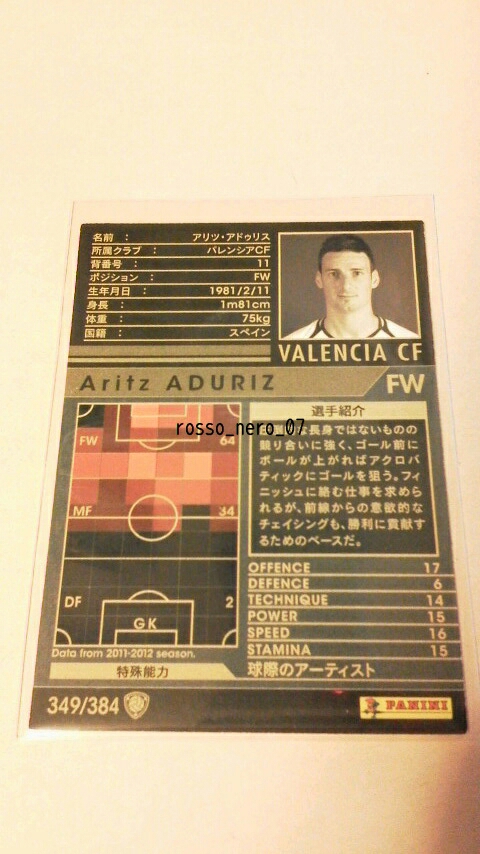 名前 : アリツ・アドゥリス
所属クラブ : バレンシアCF
背番号 : 11
ポジション : FW
生年月日 : 1981/2/11
身長 : 1m81cm
体重 : 75kg
国籍 : スペイン
VALENCIA CF
Aritz ADURIZ FW
選手紹介
rosso_nero_07
な長身ではないものの
競り合いに強く、ゴール前に
ボールが上がればアクロバ
ティックにゴールを狙う。フィ
ニッシュに絡む仕事を求めら
れるが、前線からの意欲的な
チェイシングも、勝利に貢献す
るためのベースだ。
FW 64
MF 34
DF 2
GK
Data from 2011-2012 season.
OFFENCE 17
DEFENCE 6
TECHNIQUE 14
POWER 15
SPEED 16
STAMINA 15
特殊能力 球際のアーティスト
349/384
PANINI